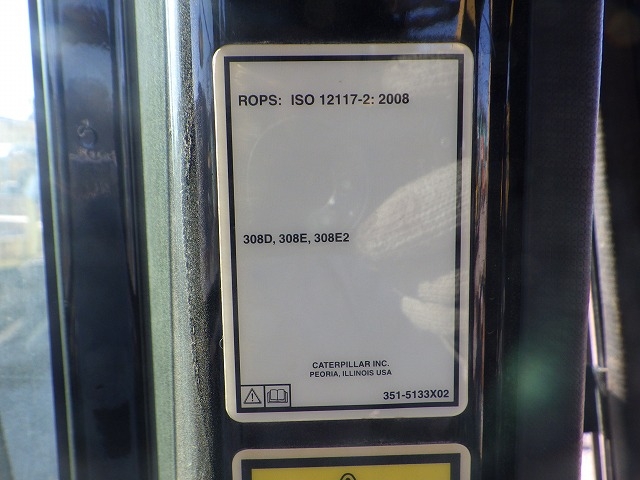 ROPS: ISO 12117-2: 2008
308D, 308E, 308E2
CATERPILLAR INC.
PEORIA, ILLINOIS USA
351-5133X02